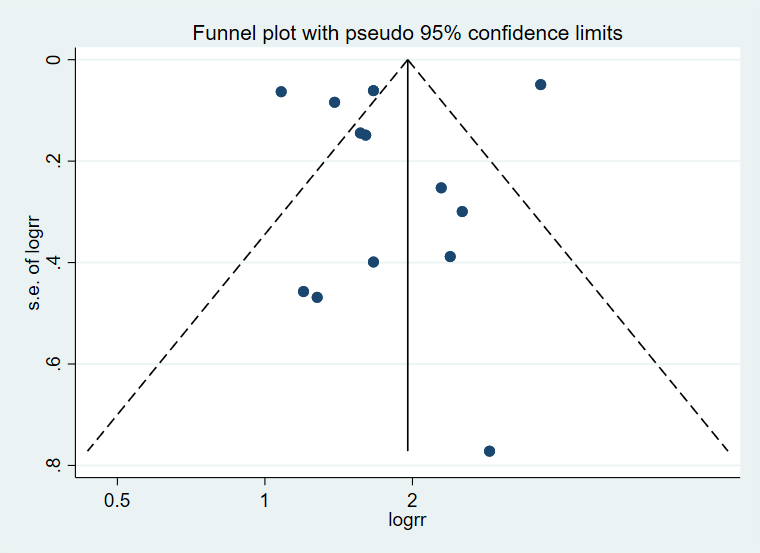 Funnel plot with pseudo 95% confidence limits
0
.2
.4
.6
.8
s.e. of logrr
0.5 1 2
logrr